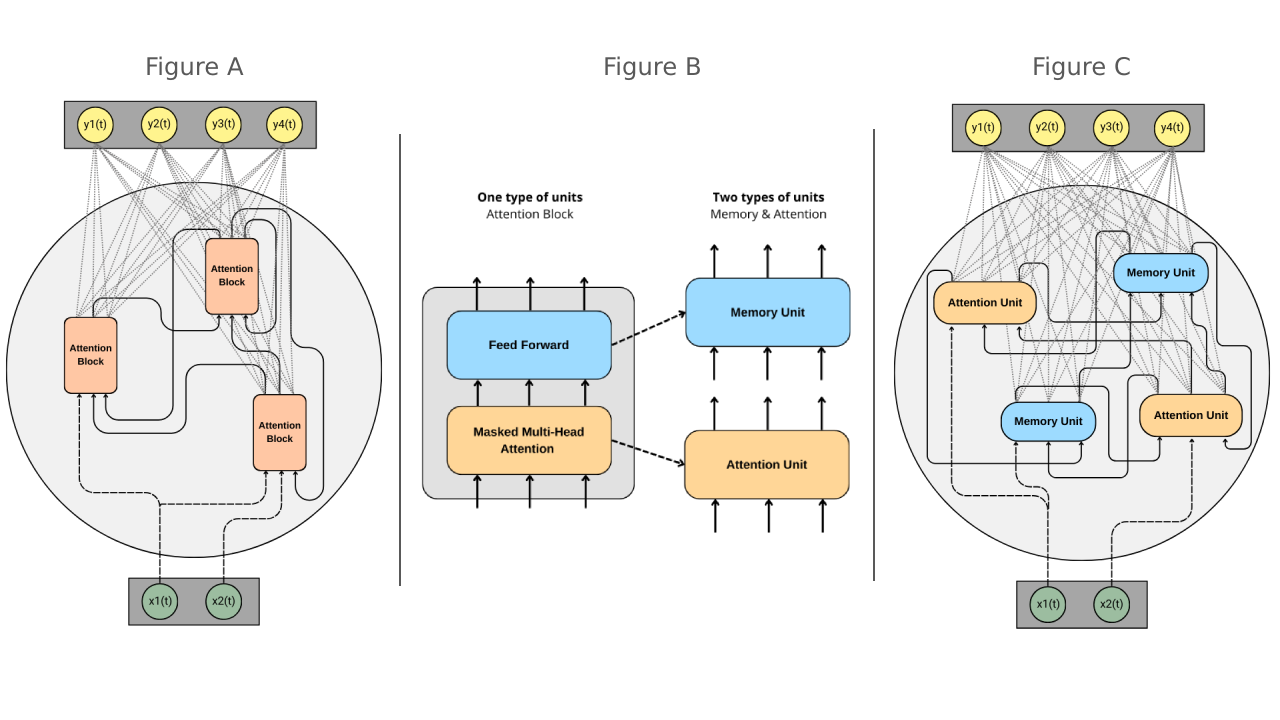 Figure A
y1(t) y2(t) y3(t) y4(t)
Attention
Block
Attention
Block
Attention
Block
x1(t) x2(t)
Figure B
One type of units
Attention Block
Feed Forward
Masked Multi-Head
Attention
Two types of units
Memory & Attention
Memory Unit
Attention Unit
Figure C
y1(t) y2(t) y3(t) y4(t)
Memory Unit
Attention Unit
Memory Unit
Attention Unit
x1(t) x2(t)